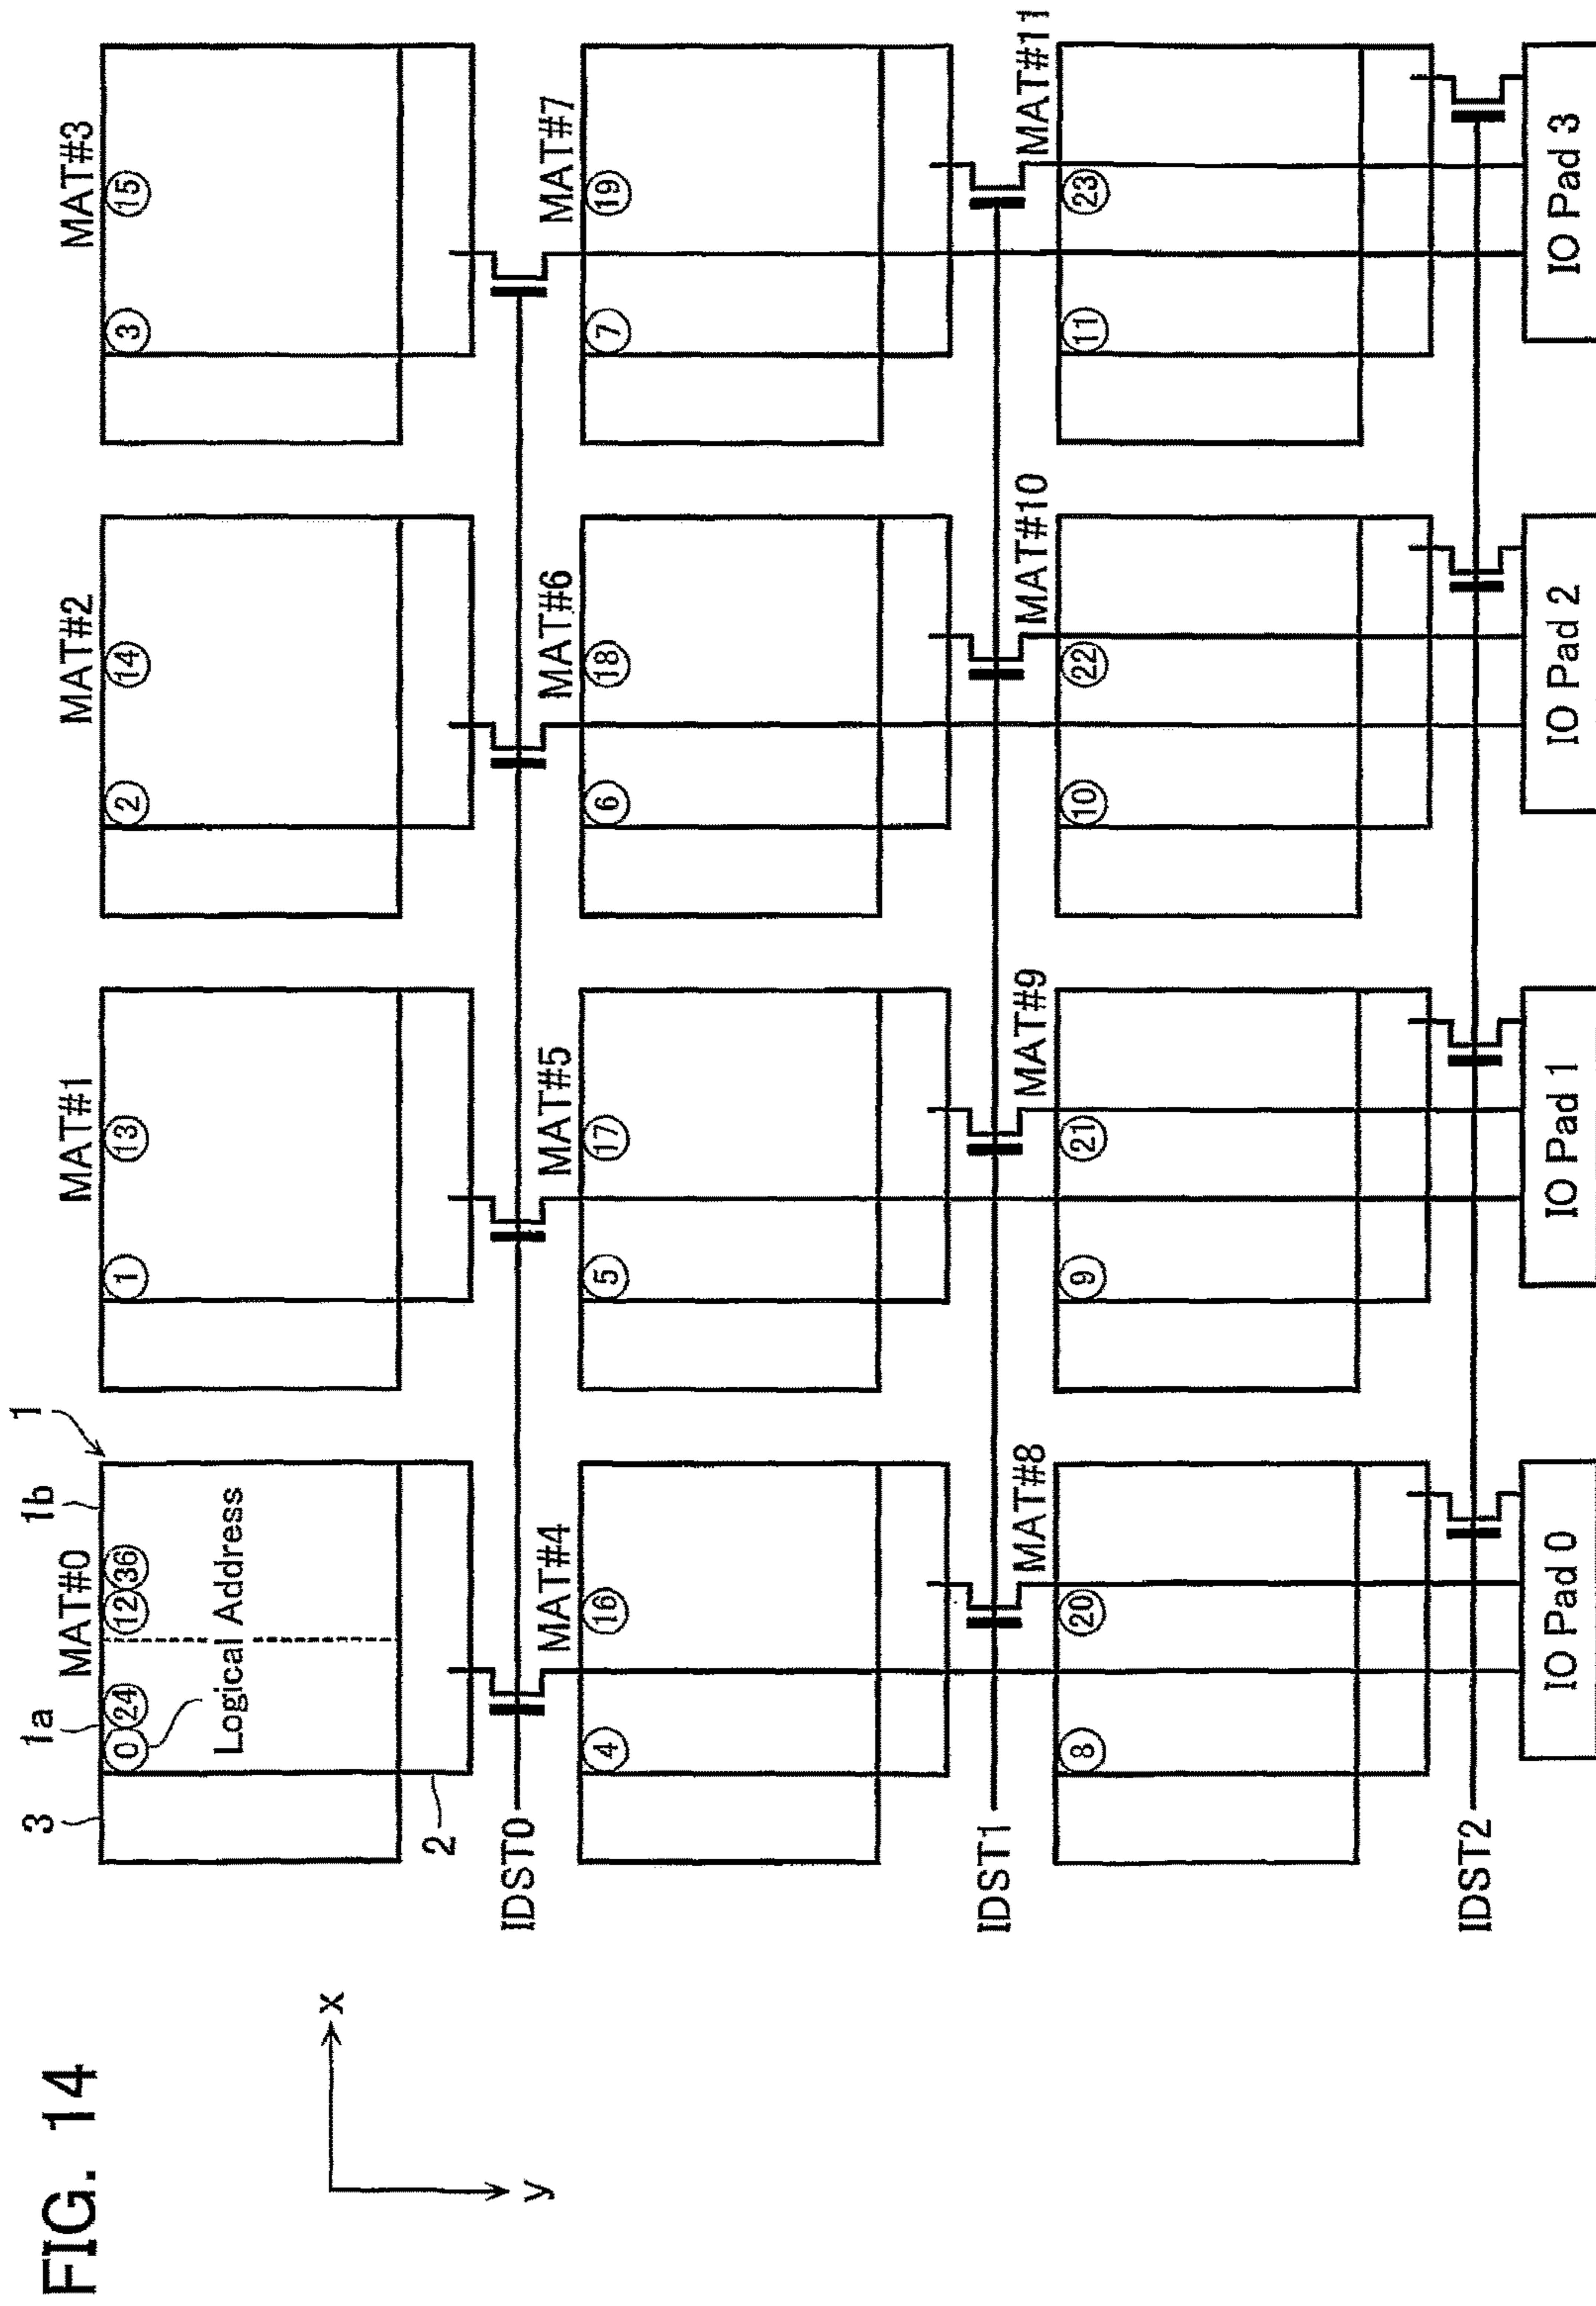 FIG. 14
x
y
1
3
1a
1b
MAT#0
MAT#1
MAT#2
MAT#3
0 24 12 36
1 13
2 14
3 15
Logical Address
2
IDST0
MAT#4
MAT#5
MAT#6
MAT#7
4 16
5 17
6 18
7 19
IDST1
MAT#8
MAT#9
MAT#10
MAT#11
8 20
9 21
10 22
11 23
IDST2
IO Pad 0
IO Pad 1
IO Pad 2
IO Pad 3